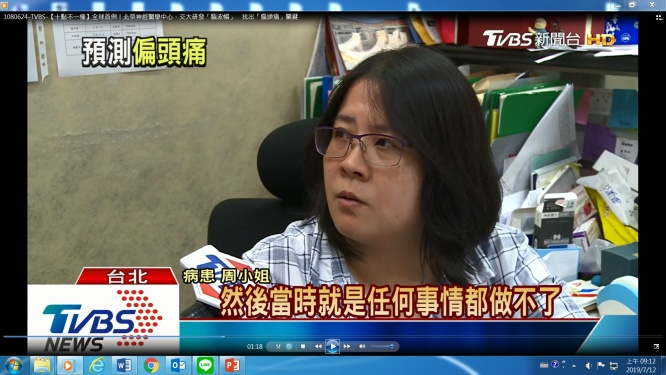 1080624-TVBS-【十點不一樣】全球首例！北榮神經醫學中心、交大研發「腦波帽」 找出「偏頭痛」關鍵
TVBS 新聞台 HD
預測偏頭痛
台北
病患 周小姐
然後當時就是任何事情都做不了
TVBS
NEWS
01:18
上午 09:12
2019/7/12